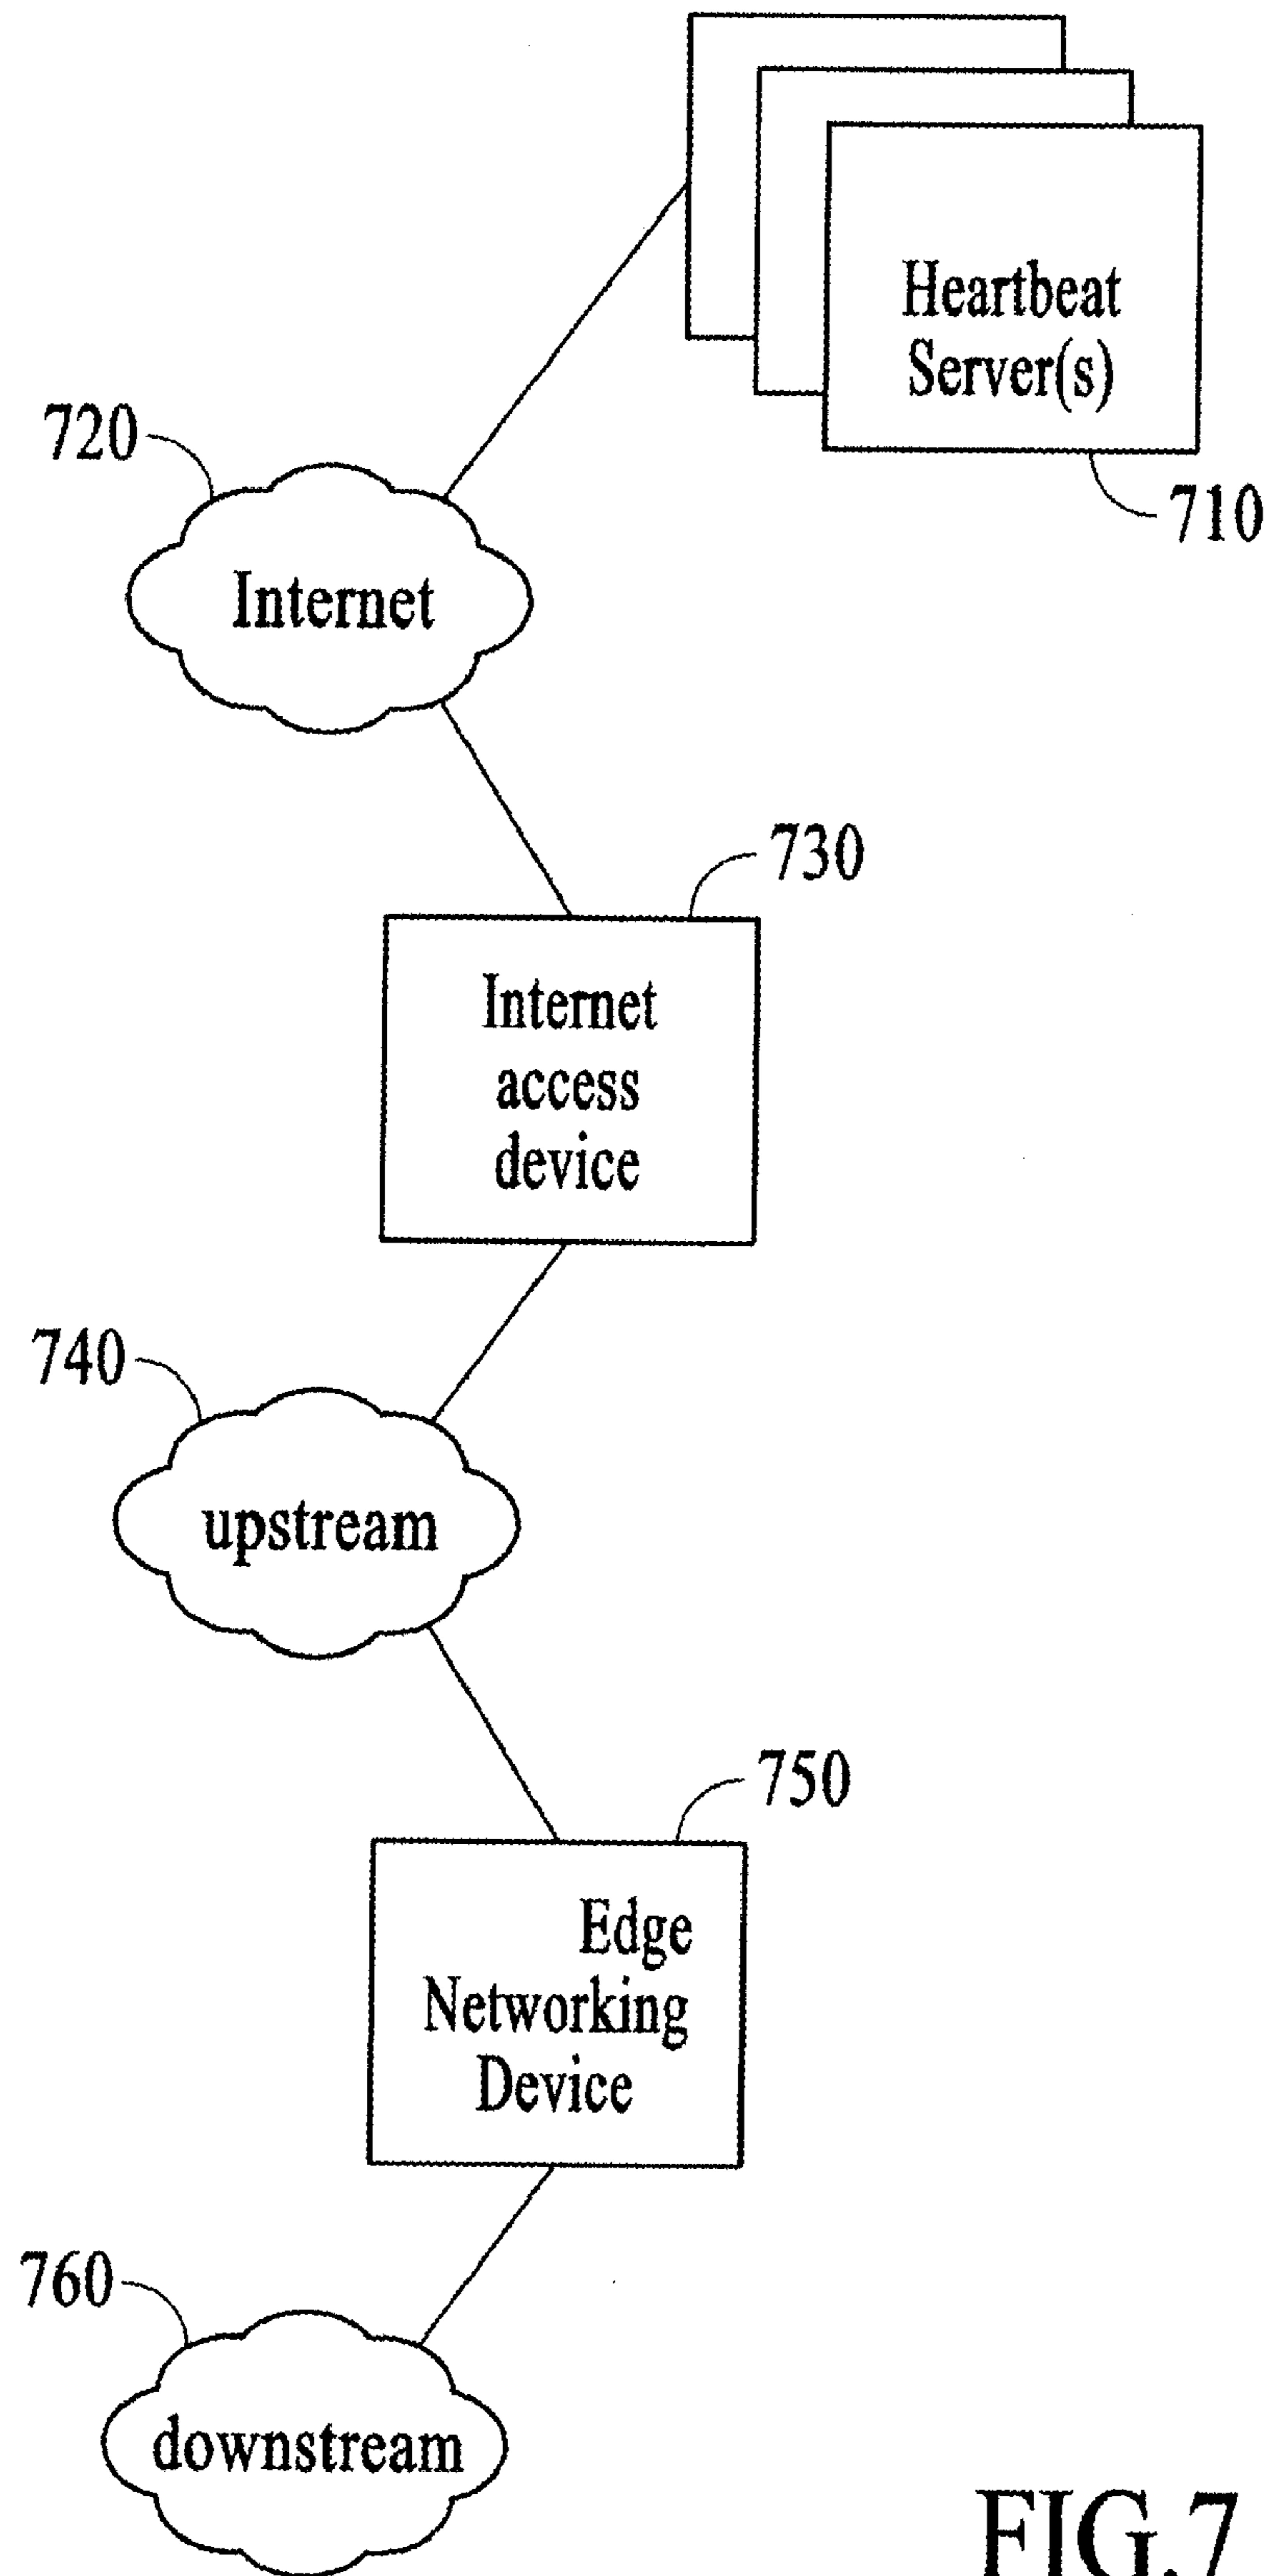 Heartbeat
Server(s)
710
720
Internet
730
Internet
access
device
740
upstream
750
Edge
Networking
Device
760
downstream
FIG.7